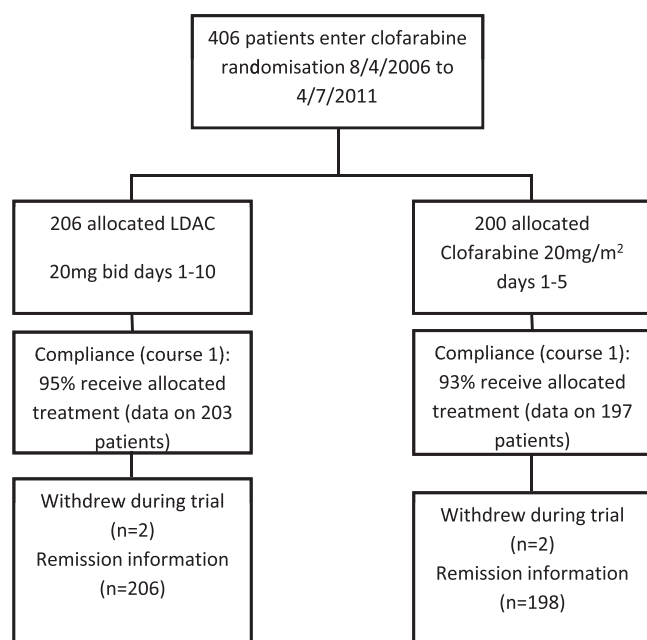 406 patients enter clofarabine
randomisation 8/4/2006 to
4/7/2011
206 allocated LDAC
20mg bid days 1-10
200 allocated
Clofarabine 20mg/m²
days 1-5
Compliance (course 1):
95% receive allocated
treatment (data on 203
patients)
Compliance (course 1):
93% receive allocated
treatment (data on 197
patients)
Withdrew during trial
(n=2)
Remission information
(n=206)
Withdrew during trial
(n=2)
Remission information
(n=198)